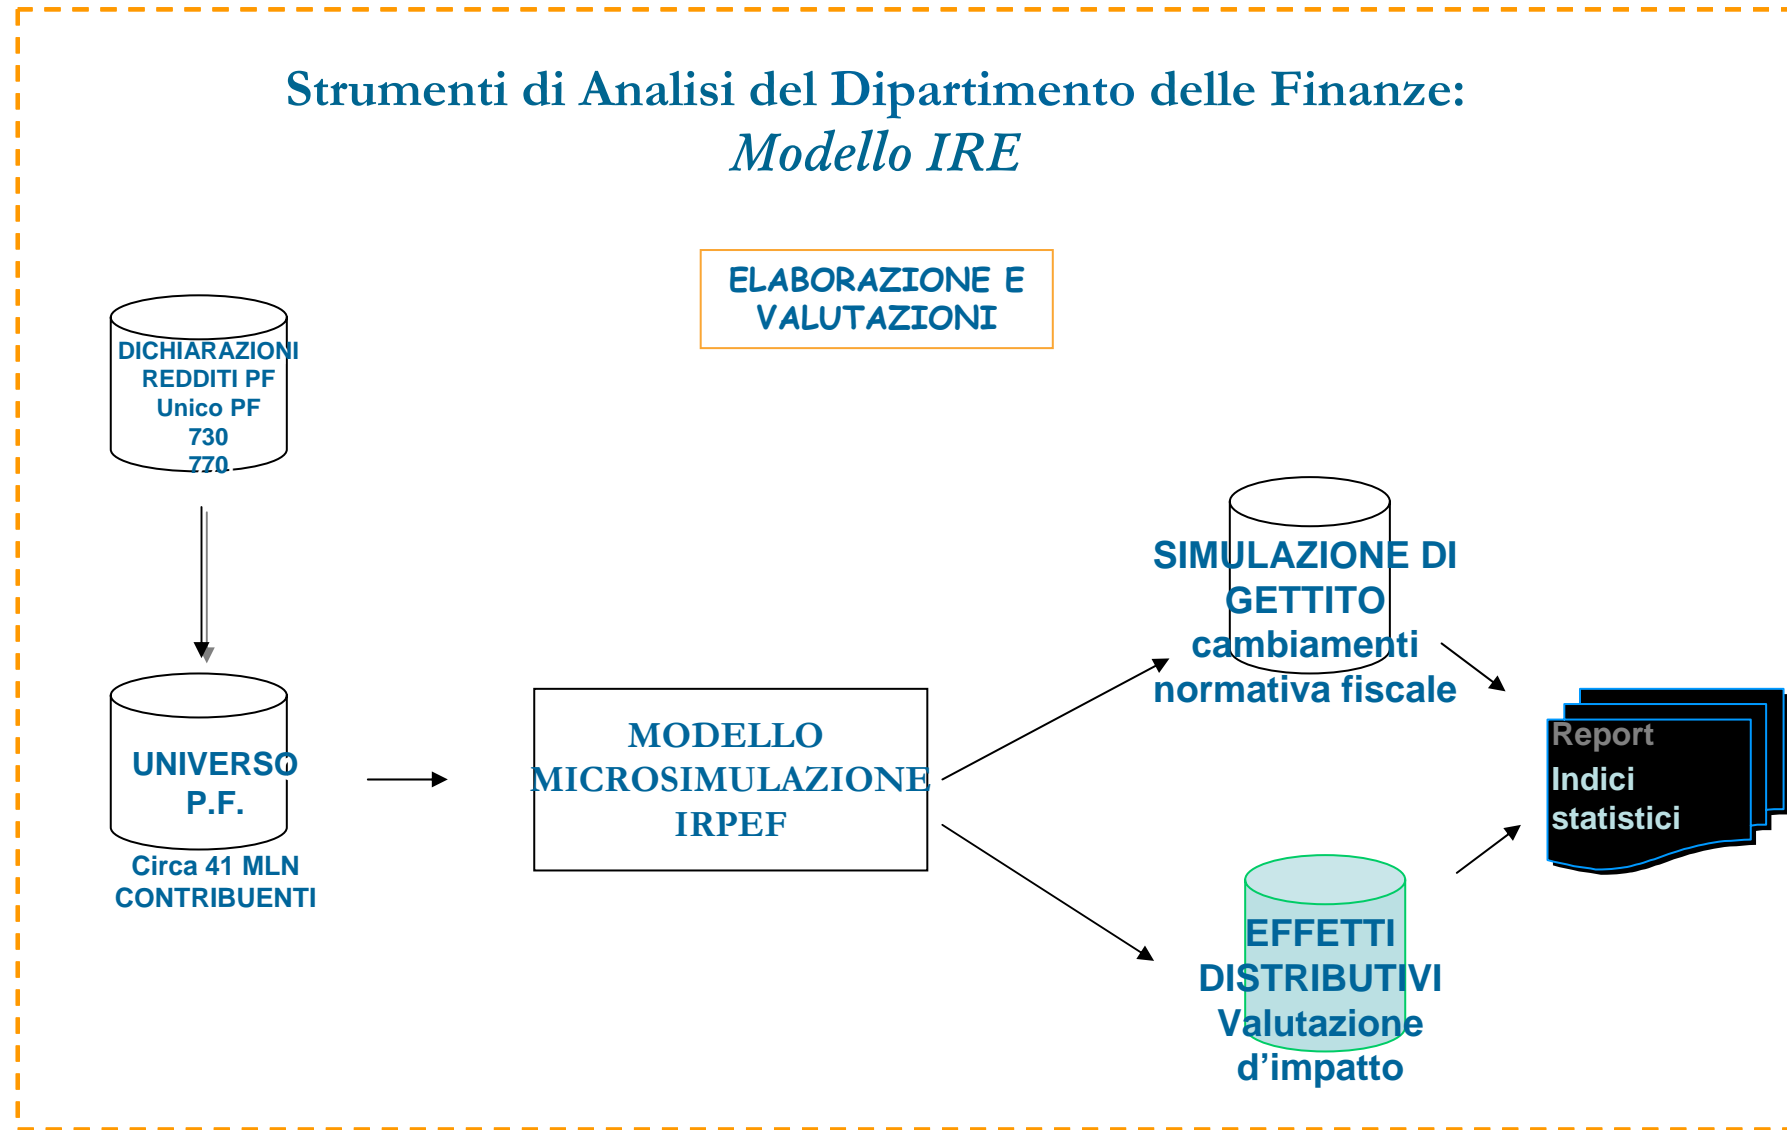 Strumenti di Analisi del Dipartimento delle Finanze:
Modello IRE
ELABORAZIONE E
VALUTAZIONI
DICHIARAZIONI
REDDITI PF
Unico PF
730
770
UNIVERSO
P.F.
Circa 41 MLN
CONTRIBUENTI
MODELLO
MICROSIMULAZIONE
IRPEF
SIMULAZIONE DI
GETTITO
cambiamenti
normativa fiscale
EFFETTI
DISTRIBUTIVI
Valutazione
d’impatto
Report
Indici
statistici